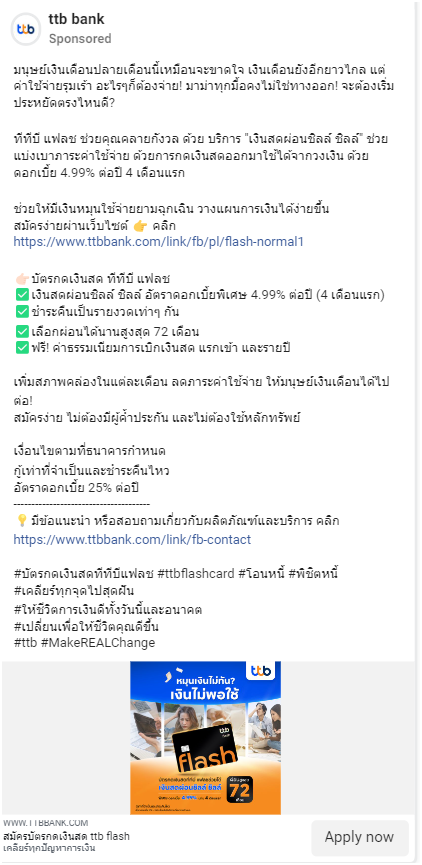 ttb bank
Sponsored
มนุษย์เงินเดือนปลายเดือนนี้เหมือนจะขาดใจ เงินเดือนยังอีกยาวไกล แต่
ค่าใช้จ่ายรุมเร้า อะไรๆก็ต้องจ่าย! มาม่าทุกมื้อคงไม่ใช่ทางออก! จะต้องเริ่ม
ประหยัดตรงไหนดี?
ทีทีบี แฟลช ช่วยคุณคลายกังวล ด้วย บริการ "เงินสดผ่อนชิลล์ ชิลล์" ช่วย
แบ่งเบาภาระค่าใช้จ่าย ด้วยการกดเงินสดออกมาใช้ได้จากวงเงิน ด้วย
ดอกเบี้ย 4.99% ต่อปี 4 เดือนแรก
ช่วยให้มีเงินหมุนใช้จ่ายยามฉุกเฉิน วางแผนการเงินได้ง่ายขึ้น
สมัครง่ายผ่านเว็บไซต์ 👉 คลิก
https://www.ttbbank.com/link/fb/pl/flash-normal1
👉🏻บัตรกดเงินสด ทีทีบี แฟลช
✅เงินสดผ่อนชิลล์ ชิลล์ อัตราดอกเบี้ยพิเศษ 4.99% ต่อปี (4 เดือนแรก)
✅ชำระคืนเป็นรายงวดเท่าๆ กัน
✅เลือกผ่อนได้นานสูงสุด 72 เดือน
✅ฟรี! ค่าธรรมเนียมการเบิกเงินสด แรกเข้า และรายปี
เพิ่มสภาพคล่องในแต่ละเดือน ลดภาระค่าใช้จ่าย ให้มนุษย์เงินเดือนได้ไป
ต่อ!
สมัครง่าย ไม่ต้องมีผู้ค้ำประกัน และไม่ต้องใช้หลักทรัพย์
เงื่อนไขตามที่ธนาคารกำหนด
กู้เท่าที่จำเป็นและชำระคืนไหว
อัตราดอกเบี้ย 25% ต่อปี
--------------------------------------
💡มีข้อแนะนำ หรือสอบถามเกี่ยวกับผลิตภัณฑ์และบริการ คลิก
https://www.ttbbank.com/link/fb-contact
#บัตรกดเงินสดทีทีบีแฟลช #ttbflashcard #โอนหนี้ #พิชิตหนี้
#เคลียร์ทุกจุดไปสุดฝัน
#ให้ชีวิตการเงินดีทั้งวันนี้และอนาคต
#เปลี่ยนเพื่อให้ชีวิตคุณดีขึ้น
#ttb #MakeREALChange
ttb
หมุนเงินไม่ทัน?
เงินไม่พอใช้
flash
บัตรกดเงินสดทีทีบี แฟลชช่วยได้
เงินสดผ่อนชิลล์ ชิลล์
72
WWW.TTBBANK.COM
สมัครบัตรกดเงินสด ttb flash
เคลียร์ทุกปัญหาการเงิน
Apply now